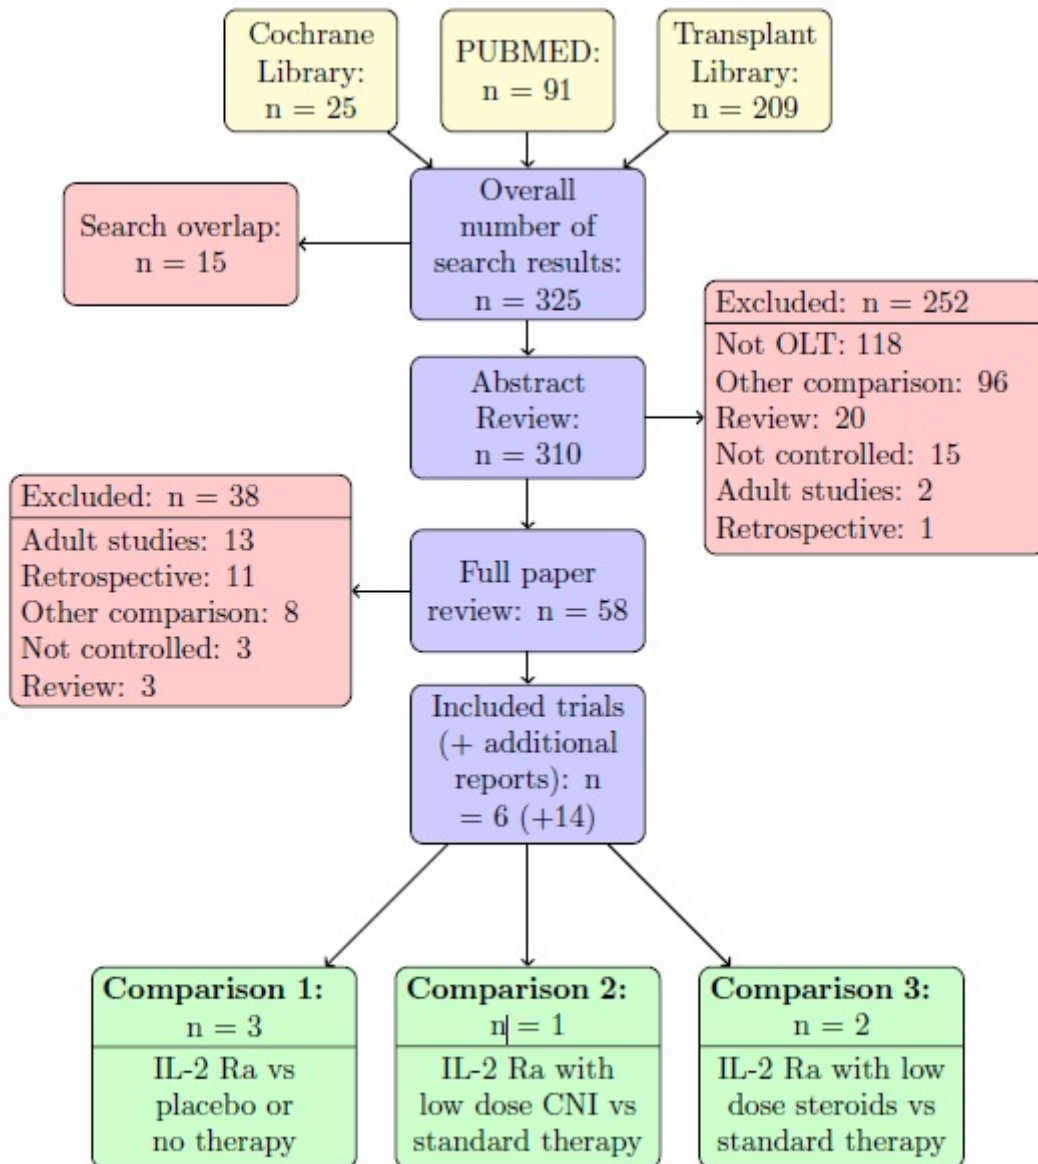 Cochrane
Library:
n = 25
PUBMED:
n = 91
Transplant
Library:
n = 209
Overall
number of
search results:
n = 325
Search overlap:
n = 15
Abstract
Review:
n = 310
Excluded: n = 252
Not OLT: 118
Other comparison: 96
Review: 20
Not controlled: 15
Adult studies: 2
Retrospective: 1
Full paper
review: n = 58
Excluded: n = 38
Adult studies: 13
Retrospective: 11
Other comparison: 8
Not controlled: 3
Review: 3
Included trials
(+ additional
reports): n
= 6 (+14)
Comparison 1:
n = 3
IL-2 Ra vs
placebo or
no therapy
Comparison 2:
n = 1
IL-2 Ra with
low dose CNI vs
standard therapy
Comparison 3:
n = 2
IL-2 Ra with low
dose steroids vs
standard therapy